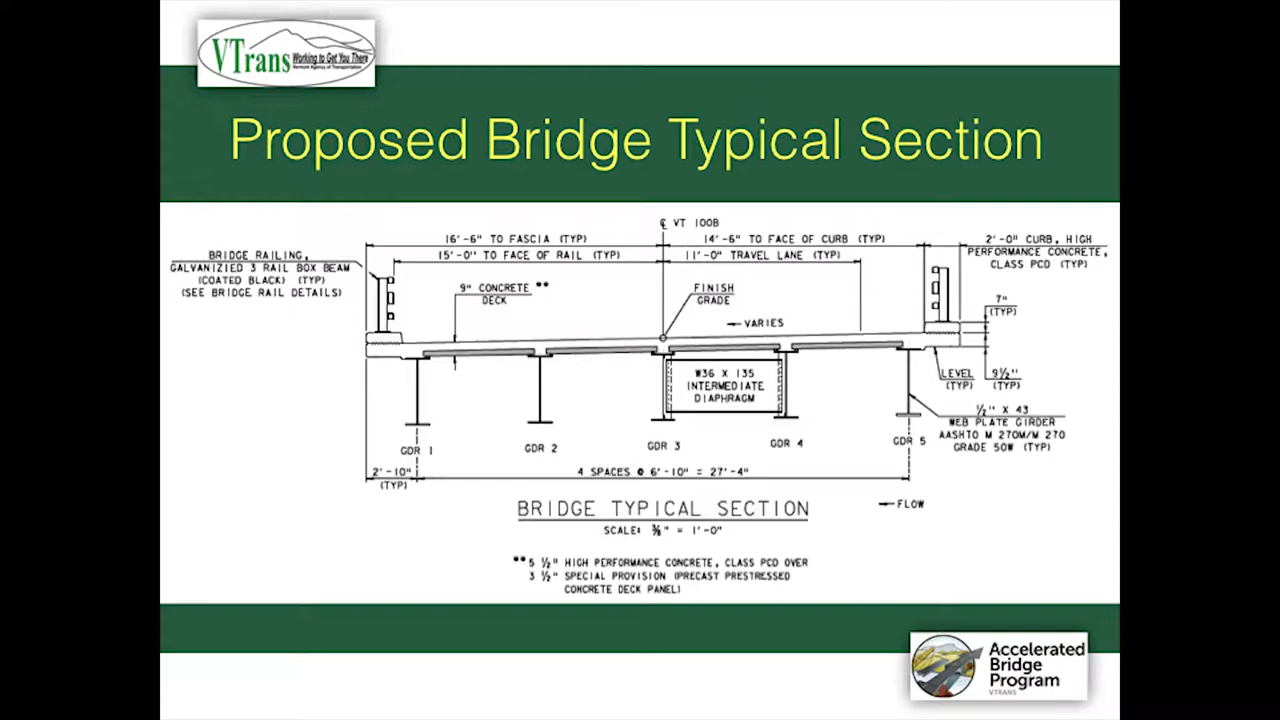 VTrans Working to Get You There
Vermont Agency of Transportation
Proposed Bridge Typical Section
℄ VT 100B
16'-6" TO FASCIA (TYP)
14'-6" TO FACE OF CURB (TYP)
2'-0" CURB, HIGH
PERFORMANCE CONCRETE,
CLASS PCD (TYP)
15'-0" TO FACE OF RAIL (TYP)
11'-0" TRAVEL LANE (TYP)
BRIDGE RAILING,
GALVANIZIED 3 RAIL BOX BEAM
(COATED BLACK) (TYP)
(SEE BRIDGE RAIL DETAILS)
9" CONCRETE **
DECK
FINISH
GRADE
VARIES
7"
(TYP)
W36 X 135
INTERMEDIATE
DIAPHRAGM
LEVEL
(TYP)
9½"
(TYP)
½" X 43
WEB PLATE GIRDER
AASHTO M 270M/M 270
GRADE 50W (TYP)
GDR 1
GDR 2
GDR 3
GDR 4
GDR 5
2'-10"
(TYP)
4 SPACES @ 6'-10" = 27'-4"
BRIDGE TYPICAL SECTION
SCALE: ⅜" = 1'-0"
FLOW
**5 ½" HIGH PERFORMANCE CONCRETE, CLASS PCD OVER
3 ½" SPECIAL PROVISION (PRECAST PRESTRESSED
CONCRETE DECK PANEL)
Accelerated
Bridge
Program
VTRANS